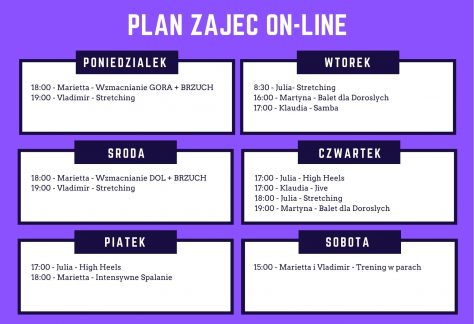 PLAN ZAJEC ON-LINE
PONIEDZIALEK
18:00 - Marietta - Wzmacnianie GORA + BRZUCH
19:00 - Vladimir - Stretching
WTOREK
8:30 - Julia- Stretching
16:00 - Martyna - Balet dla Doroslych
17:00 - Klaudia - Samba
SRODA
18:00 - Marietta - Wzmacnianie DOL + BRZUCH
19:00 - Vladimir - Stretching
CZWARTEK
17:00 - Julia - High Heels
17:00 - Klaudia - Jive
18:00 - Julia - Stretching
19:00 - Martyna - Balet dla Doroslych
PIATEK
17:00 - Julia - High Heels
18:00 - Marietta - Intensywne Spalanie
SOBOTA
15:00 - Marietta i Vladimir - Trening w parach